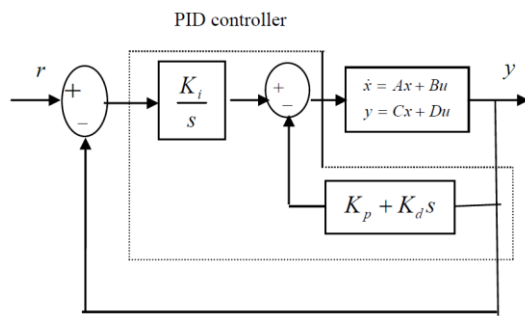 PID controller
r
+
−
K_i
s
+
−
ẋ = Ax + Bu
y = Cx + Du
y
K_p + K_d s